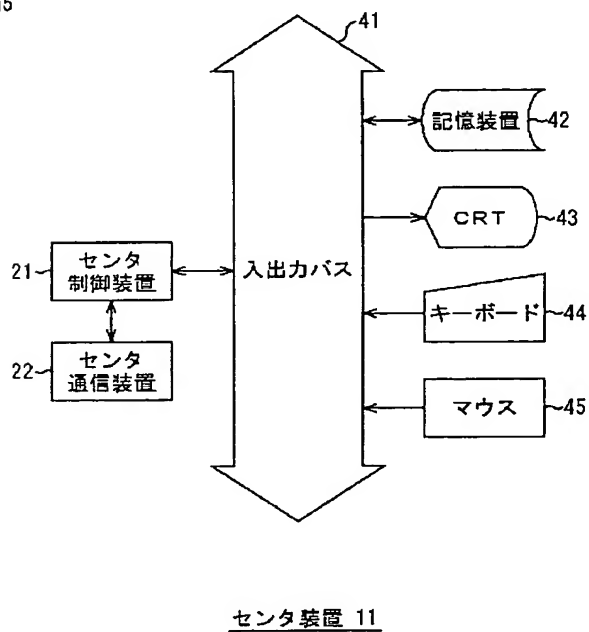 41
記憶装置 42
CRT 43
入出力バス
21 センタ
制御装置
キーボード 44
22 センタ
通信装置
マウス 45
センタ装置 11